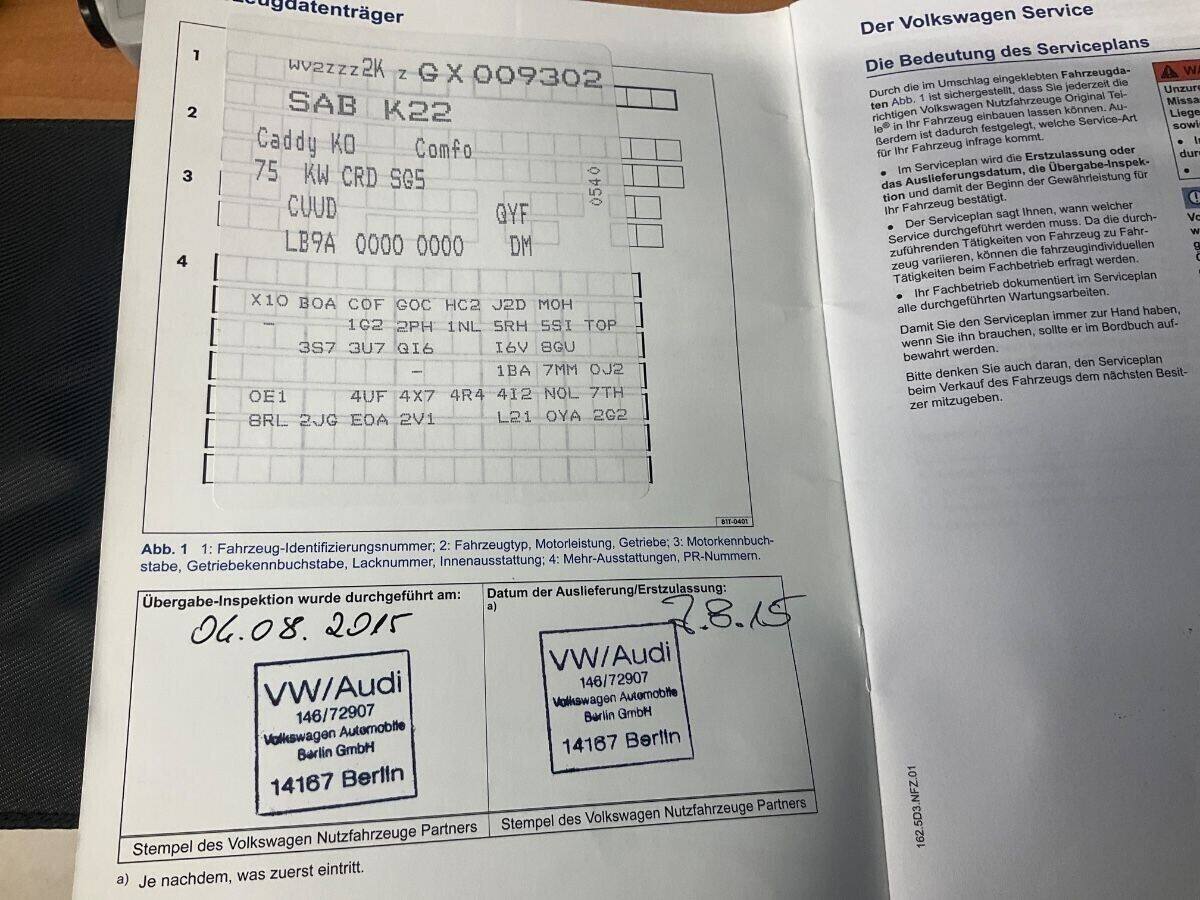 zeugdatenträger
1
WV2ZZZ2K Z GX009302
2
SAB K22
Caddy KO Comfo
3
75 KW CRD SG5
0540
CUUD QYF
LB9A 0000 0000 DM
4
X10 BOA COF GOC HC2 J2D MOH
- 1G2 2PH 1NL 5RH 5SI TOP
3S7 3U7 QI6 I6V 8GU
- 1BA 7MM OJ2
OE1 4UF 4X7 4R4 4I2 NOL 7TH
8RL 2JG EOA 2V1 L21 OYA 2G2
81T-0401
Abb. 1 1: Fahrzeug-Identifizierungsnummer; 2: Fahrzeugtyp, Motorleistung, Getriebe; 3: Motorkennbuch-
stabe, Getriebekennbuchstabe, Lacknummer, Innenausstattung; 4: Mehr-Ausstattungen, PR-Nummern.
Übergabe-Inspektion wurde durchgeführt am:
04.08.2015
VW/Audi
146/72907
Volkswagen Automobile
Berlin GmbH
14167 Berlin
Stempel des Volkswagen Nutzfahrzeuge Partners
Datum der Auslieferung/Erstzulassung:
a)
7.8.15
VW/Audi
146/72907
Volkswagen Automobile
Berlin GmbH
14167 Berlin
Stempel des Volkswagen Nutzfahrzeuge Partners
a) Je nachdem, was zuerst eintritt.
Der Volkswagen Service
Die Bedeutung des Serviceplans
Durch die im Umschlag eingeklebten Fahrzeugda-
ten Abb. 1 ist sichergestellt, dass Sie jederzeit die
richtigen Volkswagen Nutzfahrzeuge Original Tei-
le® in Ihr Fahrzeug einbauen lassen können. Au-
ßerdem ist dadurch festgelegt, welche Service-Art
für Ihr Fahrzeug infrage kommt.
• Im Serviceplan wird die Erstzulassung oder
das Auslieferungsdatum, die Übergabe-Inspek-
tion und damit der Beginn der Gewährleistung für
Ihr Fahrzeug bestätigt.
• Der Serviceplan sagt Ihnen, wann welcher
Service durchgeführt werden muss. Da die durch-
zuführenden Tätigkeiten von Fahrzeug zu Fahr-
zeug variieren, können die fahrzeugindividuellen
Tätigkeiten beim Fachbetrieb erfragt werden.
• Ihr Fachbetrieb dokumentiert im Serviceplan
alle durchgeführten Wartungsarbeiten.
Damit Sie den Serviceplan immer zur Hand haben,
wenn Sie ihn brauchen, sollte er im Bordbuch auf-
bewahrt werden.
Bitte denken Sie auch daran, den Serviceplan
beim Verkauf des Fahrzeugs dem nächsten Besit-
zer mitzugeben.
162.5D3.NFZ.01